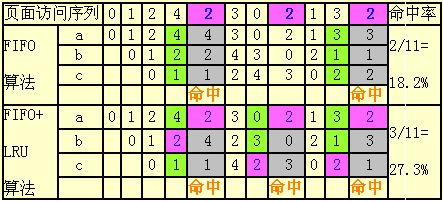 页面访问序列 0 1 2 4 2 3 0 2 1 3 2 命中率
FIFO a 0 1 2 4 4 3 0 2 1 3 3
b 0 1 2 2 4 3 0 2 1 1 2/11=
算法 c 0 1 1 2 4 3 0 2 2 18.2%
命中 命中
FIFO+ a 0 1 2 4 2 3 0 2 1 3 2
LRU b 0 1 2 4 2 3 0 2 1 3 3/11=
c 0 1 1 4 2 3 0 2 1 27.3%
算法 命中 命中 命中